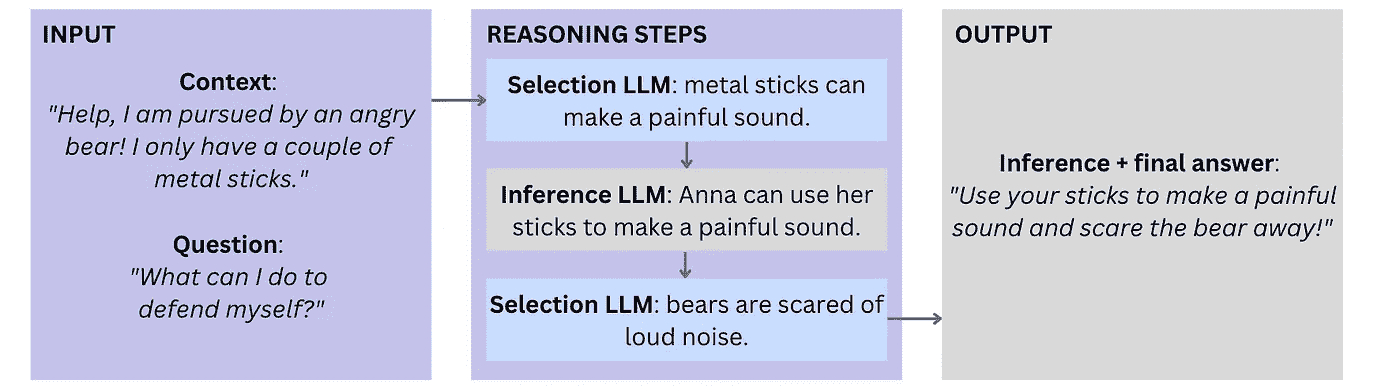 INPUT
Context:
"Help, I am pursued by an angry
bear! I only have a couple of
metal sticks."
Question:
"What can I do to
defend myself?"
REASONING STEPS
Selection LLM: metal sticks can
make a painful sound.
Inference LLM: Anna can use her
sticks to make a painful sound.
Selection LLM: bears are scared of
loud noise.
OUTPUT
Inference + final answer:
"Use your sticks to make a painful
sound and scare the bear away!"